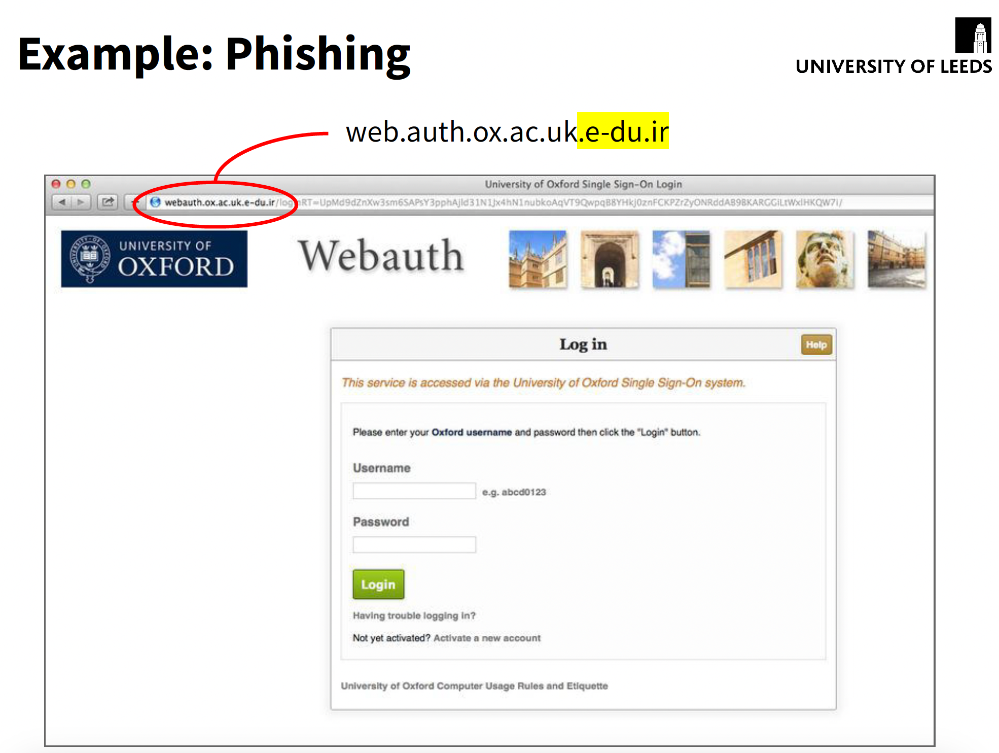 Example: Phishing
UNIVERSITY OF LEEDS
web.auth.ox.ac.uk.e-du.ir
University of Oxford Single Sign-On Login
webauth.ox.ac.uk.e-du.ir/log
UNIVERSITY OF
OXFORD
Webauth
Log in
Help
This service is accessed via the University of Oxford Single Sign-On system.
Please enter your Oxford username and password then click the "Login" button.
Username
e.g. abcd0123
Password
Login
Having trouble logging in?
Not yet activated? Activate a new account
University of Oxford Computer Usage Rules and Etiquette